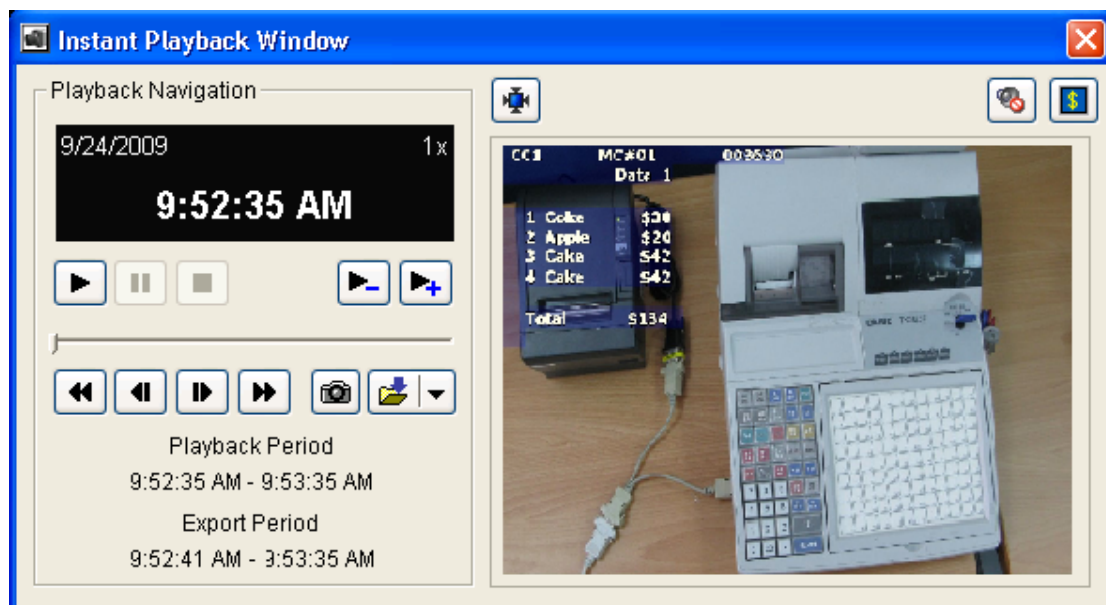 Instant Playback Window
Playback Navigation
9/24/2009 1x
9:52:35 AM
Playback Period
9:52:35 AM - 9:53:35 AM
Export Period
9:52:41 AM - 9:53:35 AM
CC1 MC#01 003530
Date 1
1 Coke $30
2 Apple $20
3 Cake $42
4 Cake $42
Total $134